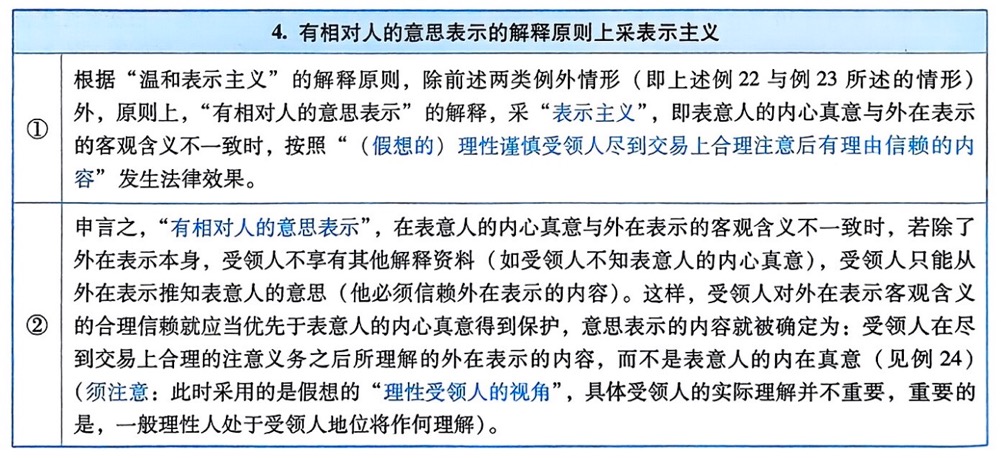 4. 有相对人的意思表示的解释原则上采表示主义
①
根据“温和表示主义”的解释原则，除前述两类例外情形（即上述例 22 与例 23 所述的情形）
外，原则上，“有相对人的意思表示”的解释，采“表示主义”，即表意人的内心真意与外在表示
的客观含义不一致时，按照“（假想的）理性谨慎受领人尽到交易上合理注意后有理由信赖的内
容”发生法律效果。
②
申言之，“有相对人的意思表示”，在表意人的内心真意与外在表示的客观含义不一致时，若除了
外在表示本身，受领人不享有其他解释资料（如受领人不知表意人的内心真意），受领人只能从
外在表示推知表意人的意思（他必须信赖外在表示的内容）。这样，受领人对外在表示客观含义
的合理信赖就应当优先于表意人的内心真意得到保护，意思表示的内容就被确定为：受领人在尽
到交易上合理的注意义务之后所理解的外在表示的内容，而不是表意人的内在真意（见例 24）
（须注意：此时采用的是假想的“理性受领人的视角”，具体受领人的实际理解并不重要，重要的
是，一般理性人处于受领人地位将作何理解）。